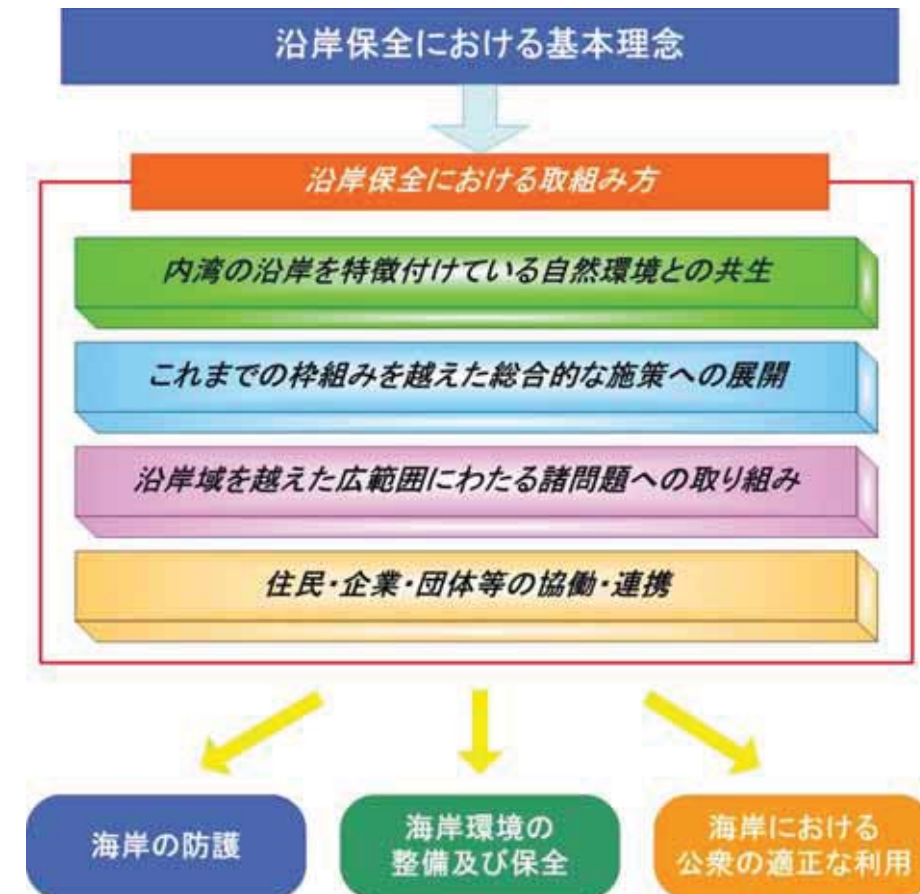 沿岸保全における基本理念
沿岸保全における取組み方
内湾の沿岸を特徴付けている自然環境との共生
これまでの枠組みを越えた総合的な施策への展開
沿岸域を越えた広範囲にわたる諸問題への取り組み
住民・企業・団体等の協働・連携
海岸の防護
海岸環境の
整備及び保全
海岸における
公衆の適正な利用